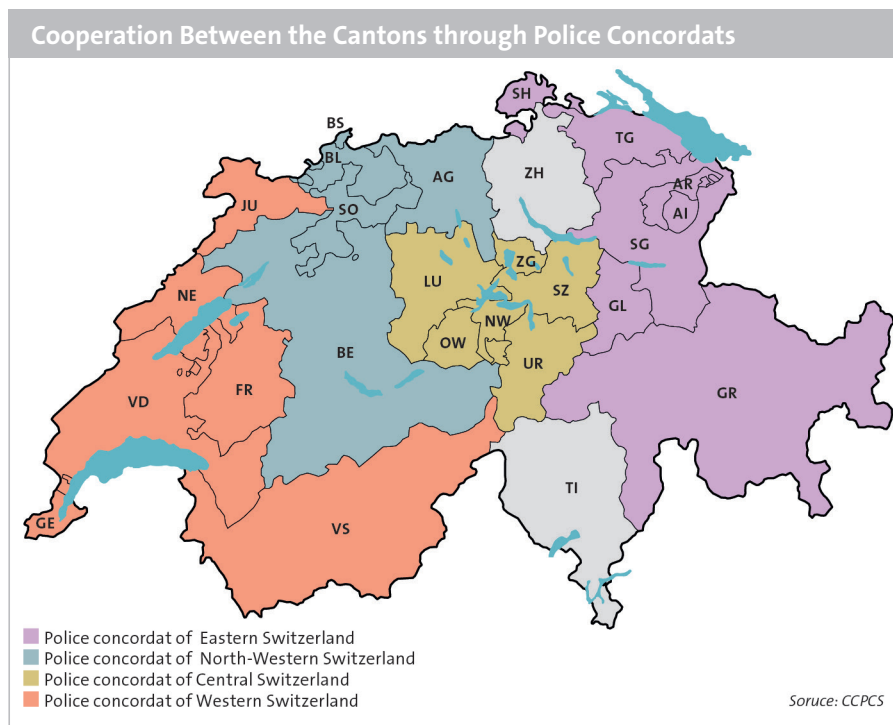 Cooperation Between the Cantons through Police Concordats
SH
BS
TG
BL
ZH
AG
AR
JU
SO
AI
SG
ZG
LU
SZ
NE
NW
GL
OW
BE
UR
FR
GR
VD
TI
GE
VS
Police concordat of Eastern Switzerland
Police concordat of North-Western Switzerland
Police concordat of Central Switzerland
Police concordat of Western Switzerland
Soruce: CCPCS